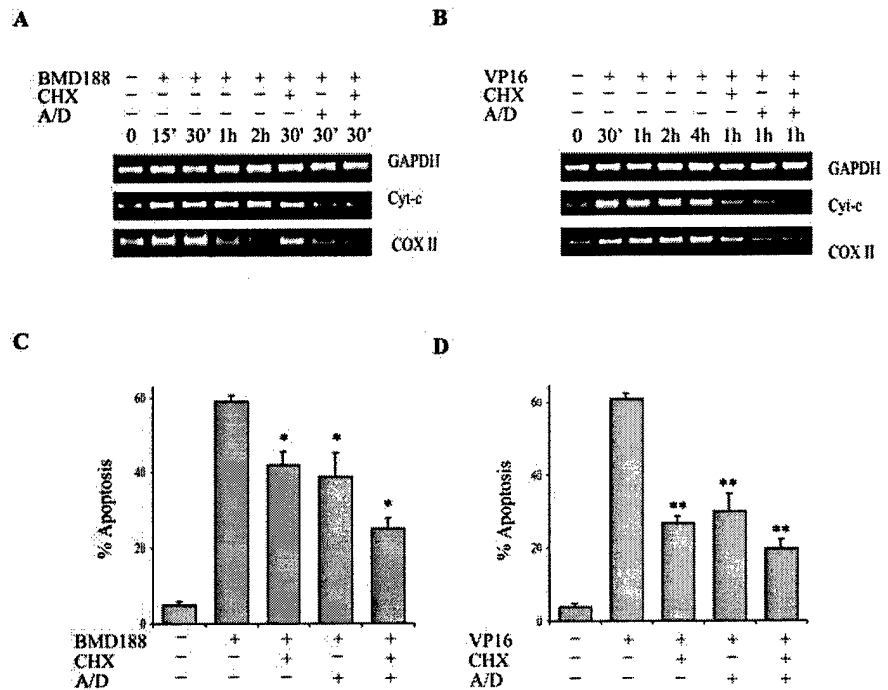 A
BMD188 − + + + + + + +
CHX − − − − − + − +
A/D − − − − − − + +
0 15' 30' 1h 2h 30' 30' 30'
GAPDH
Cyt-c
COX II
B
VP16 − + + + + + + +
CHX − − − − − + − +
A/D − − − − − − + +
0 30' 1h 2h 4h 1h 1h 1h
GAPDH
Cyt-c
COX II
C
% Apoptosis
60
40
20
0
* * *
BMD188 − + + + +
CHX − − + − +
A/D − − − + +
D
% Apoptosis
60
40
20
0
** ** **
VP16 − + + + +
CHX − − + − +
A/D − − − + +